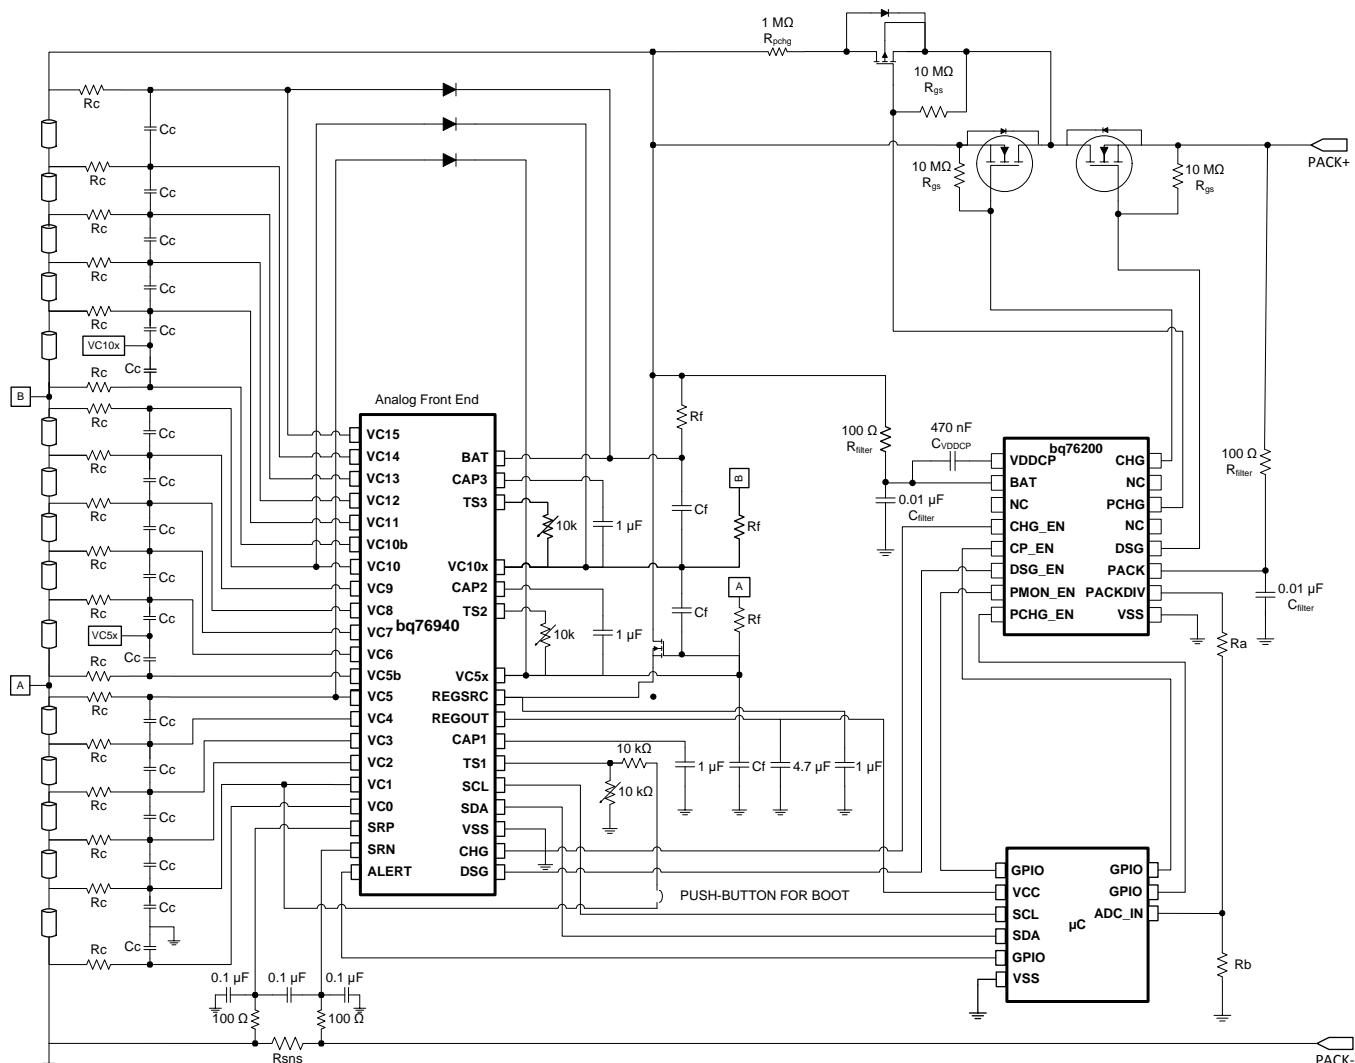 1 MΩ
Rpchg
10 MΩ
Rgs
10 MΩ
Rgs
10 MΩ
Rgs
PACK+
Rc
Cc
Rc
Cc
Rc
Cc
Rc
Cc
Rc
Cc
VC10x
Cc
Rc
B
Rc
Cc
Rc
Cc
Rc
Cc
Rc
Cc
Rc
Cc
VC5x
Cc
Rc
A
Rc
Cc
Rc
Cc
Rc
Cc
Rc
Cc
Rc
Cc
Cc
Rc
Analog Front End
bq76940
VC15
VC14
VC13
VC12
VC11
VC10b
VC10
VC9
VC8
VC7
VC6
VC5b
VC5
VC4
VC3
VC2
VC1
VC0
SRP
SRN
ALERT
BAT
CAP3
TS3
VC10x
CAP2
TS2
VC5x
REGSRC
REGOUT
CAP1
TS1
SCL
SDA
VSS
CHG
DSG
Rf
Cf
10k
1 µF
B
Rf
Cf
A
Rf
10k
1 µF
10 kΩ
10 kΩ
1 µF
Cf
4.7 µF
1 µF
PUSH-BUTTON FOR BOOT
100 Ω
Rfilter
470 nF
CVDDCP
0.01 µF
Cfilter
bq76200
VDDCP
BAT
NC
CHG_EN
CP_EN
DSG_EN
PMON_EN
PCHG_EN
CHG
NC
PCHG
NC
DSG
PACK
PACKDIV
VSS
100 Ω
Rfilter
0.01 µF
Cfilter
Ra
Rb
µC
GPIO
VCC
SCL
SDA
GPIO
VSS
GPIO
GPIO
ADC_IN
0.1 µF
0.1 µF
0.1 µF
100 Ω
100 Ω
Rsns
PACK-